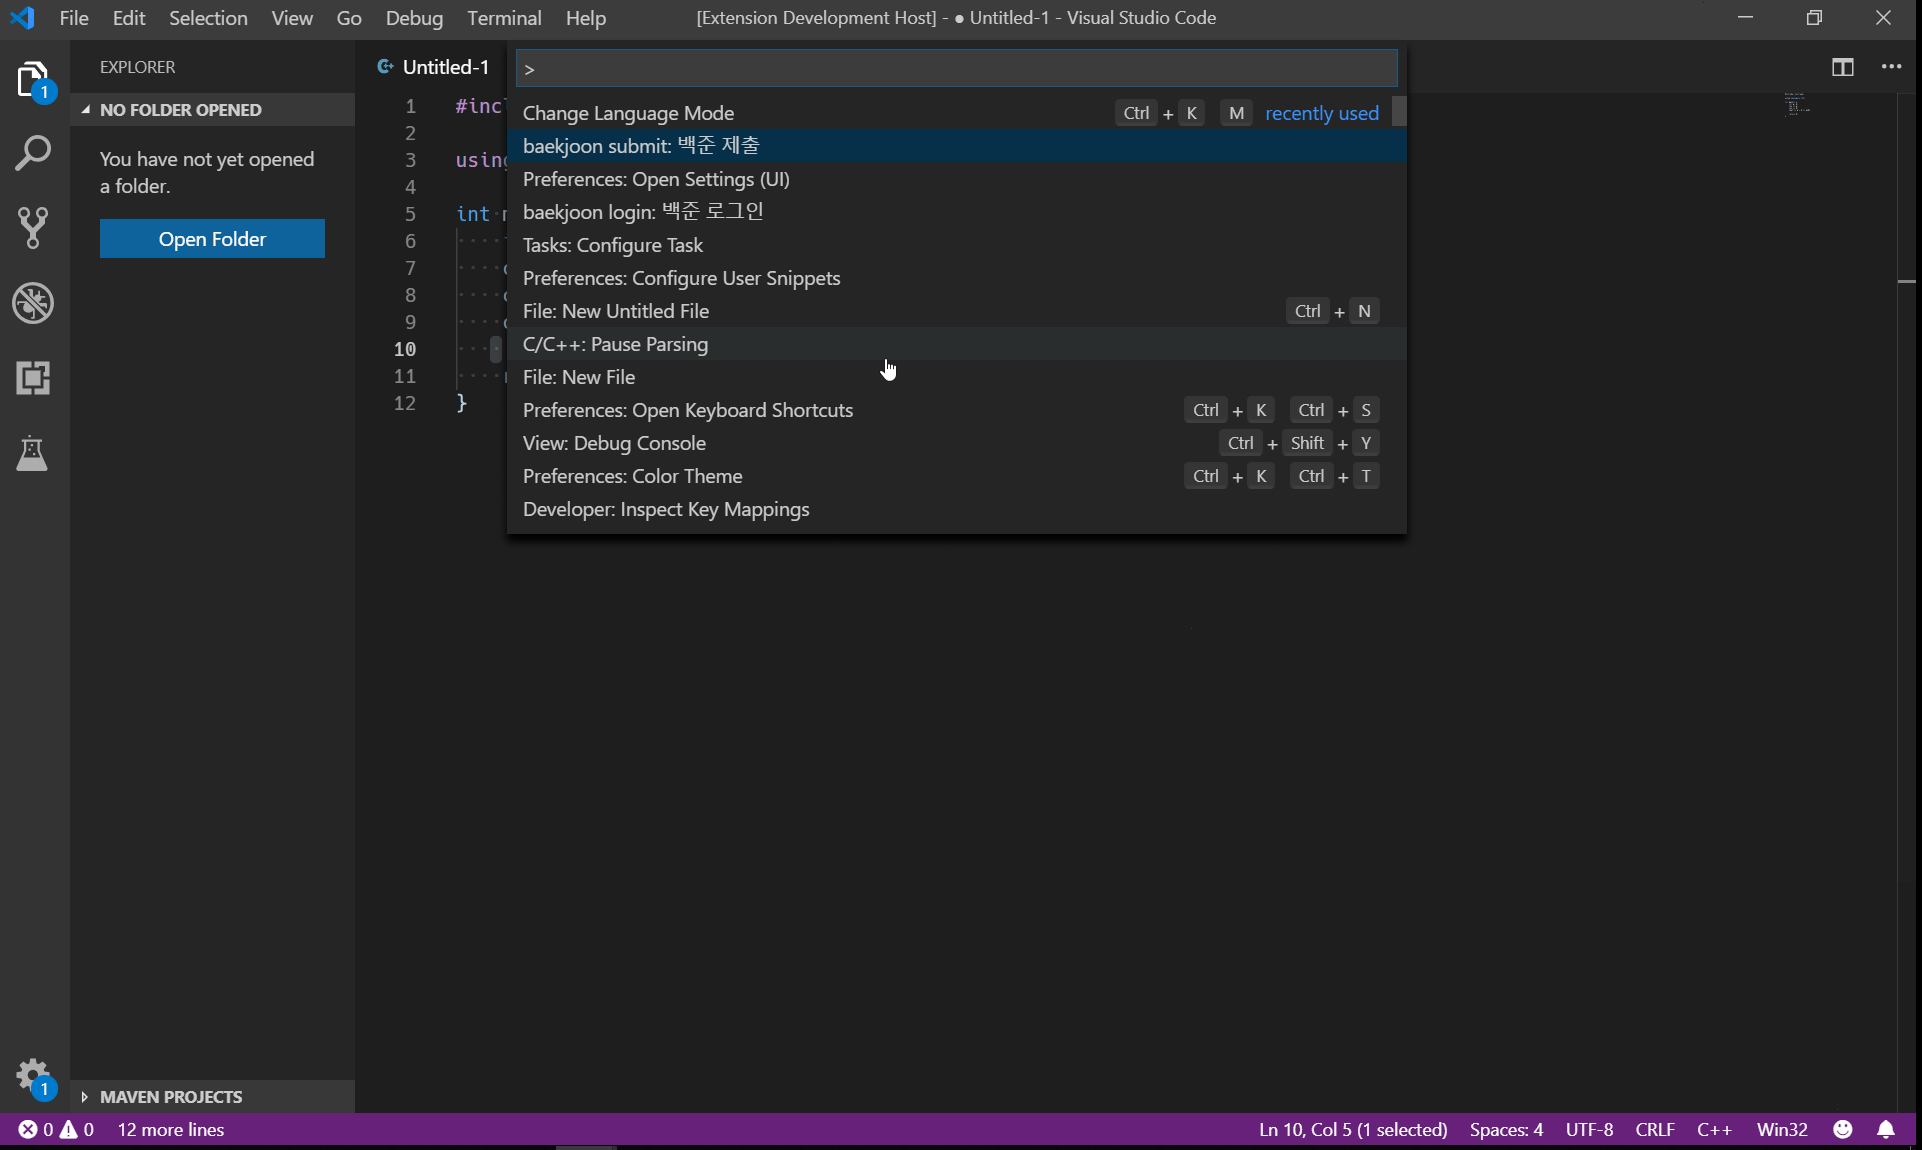 File Edit Selection View Go Debug Terminal Help [Extension Development Host] - ● Untitled-1 - Visual Studio Code
EXPLORER
1
NO FOLDER OPENED
You have not yet opened
a folder.
Open Folder
MAVEN PROJECTS
1
Untitled-1
1 #incl
2
3 using
4
5 int
6
7
8
9
10
11
12 }
>
Change Language Mode Ctrl + K M recently used
baekjoon submit: 백준 제출
Preferences: Open Settings (UI)
baekjoon login: 백준 로그인
Tasks: Configure Task
Preferences: Configure User Snippets
File: New Untitled File Ctrl + N
C/C++: Pause Parsing
File: New File
Preferences: Open Keyboard Shortcuts Ctrl + K Ctrl + S
View: Debug Console Ctrl + Shift + Y
Preferences: Color Theme Ctrl + K Ctrl + T
Developer: Inspect Key Mappings
0 0 12 more lines Ln 10, Col 5 (1 selected) Spaces: 4 UTF-8 CRLF C++ Win32